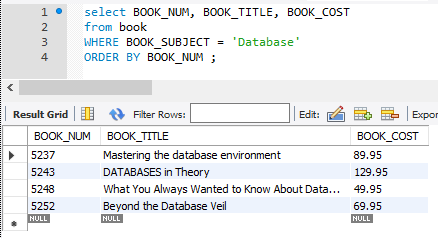 1 select BOOK_NUM, BOOK_TITLE, BOOK_COST
2 from book
3 WHERE BOOK_SUBJECT = 'Database'
4 ORDER BY BOOK_NUM ;
Result Grid Filter Rows: Edit: Expor
BOOK_NUM BOOK_TITLE BOOK_COST
5237 Mastering the database environment 89.95
5243 DATABASES in Theory 129.95
5248 What You Always Wanted to Know About Data... 49.95
5252 Beyond the Database Veil 69.95
NULL NULL NULL